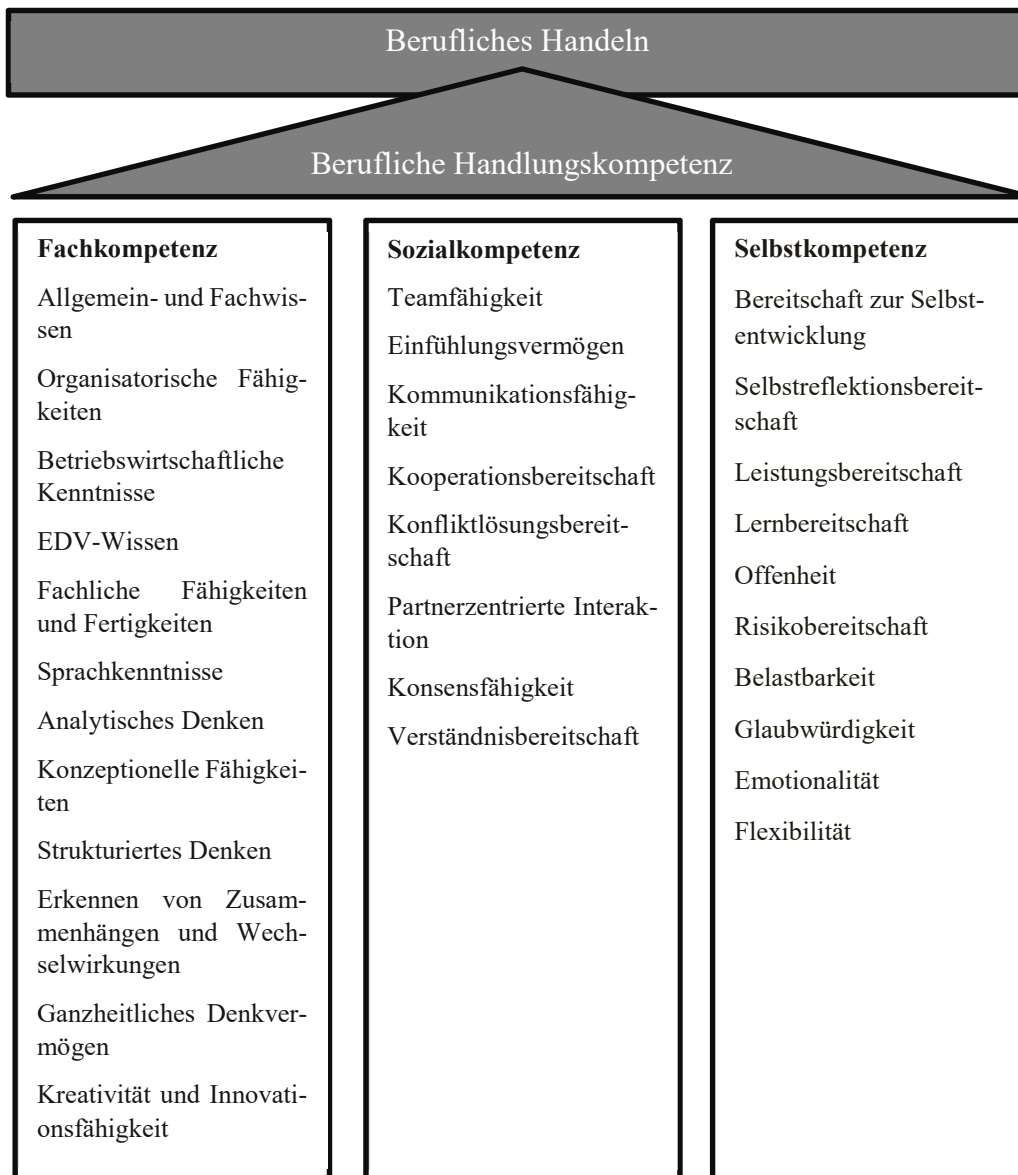 Berufliches Handeln
Berufliche Handlungskompetenz
Fachkompetenz
Allgemein- und Fachwis-
sen
Organisatorische Fähig-
keiten
Betriebswirtschaftliche
Kenntnisse
EDV-Wissen
Fachliche Fähigkeiten
und Fertigkeiten
Sprachkenntnisse
Analytisches Denken
Konzeptionelle Fähigkei-
ten
Strukturiertes Denken
Erkennen von Zusam-
menhängen und Wech-
selwirkungen
Ganzheitliches Denkver-
mögen
Kreativität und Innovati-
onsfähigkeit
Sozialkompetenz
Teamfähigkeit
Einfühlungsvermögen
Kommunikationsfähig-
keit
Kooperationsbereitschaft
Konfliktlösungsbereit-
schaft
Partnerzentrierte Interak-
tion
Konsensfähigkeit
Verständnisbereitschaft
Selbstkompetenz
Bereitschaft zur Selbst-
entwicklung
Selbstreflektionsbereit-
schaft
Leistungsbereitschaft
Lernbereitschaft
Offenheit
Risikobereitschaft
Belastbarkeit
Glaubwürdigkeit
Emotionalität
Flexibilität